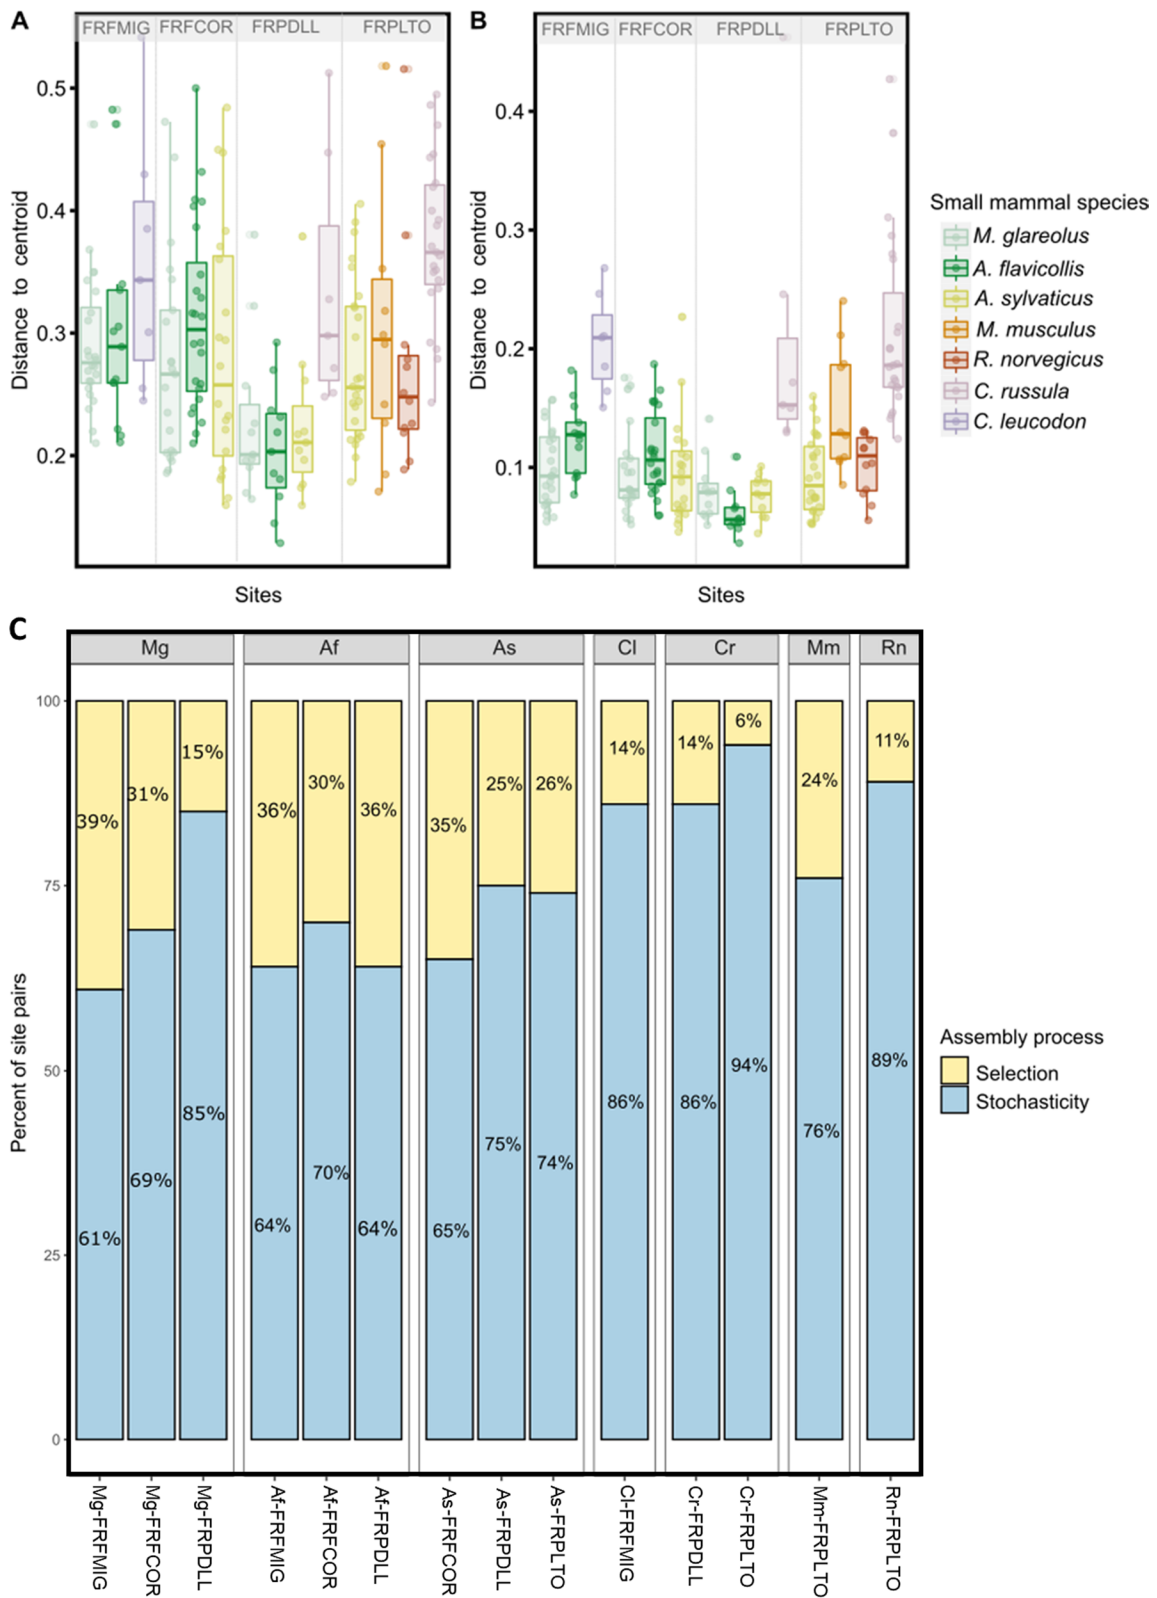 A
FRFMIG FRFCOR FRPDLL FRPLTO
0.5
0.4
0.3
0.2
Distance to centroid
Sites
B
FRFMIG FRFCOR FRPDLL FRPLTO
0.4
0.3
0.2
0.1
Distance to centroid
Sites
Small mammal species
M. glareolus
A. flavicollis
A. sylvaticus
M. musculus
R. norvegicus
C. russula
C. leucodon
C
Mg Af As Cl Cr Mm Rn
100
75
50
25
0
Percent of site pairs
39% 31% 15% 36% 30% 36% 35% 25% 26% 14% 14% 6% 24% 11%
61% 69% 85% 64% 70% 64% 65% 75% 74% 86% 86% 94% 76% 89%
Mg-FRFMIG
Mg-FRFCOR
Mg-FRPDLL
Af-FRFMIG
Af-FRFCOR
Af-FRPDLL
As-FRFCOR
As-FRPDLL
As-FRPLTO
Cl-FRFMIG
Cr-FRPDLL
Cr-FRPLTO
Mm-FRPLTO
Rn-FRPLTO
Assembly process
Selection
Stochasticity